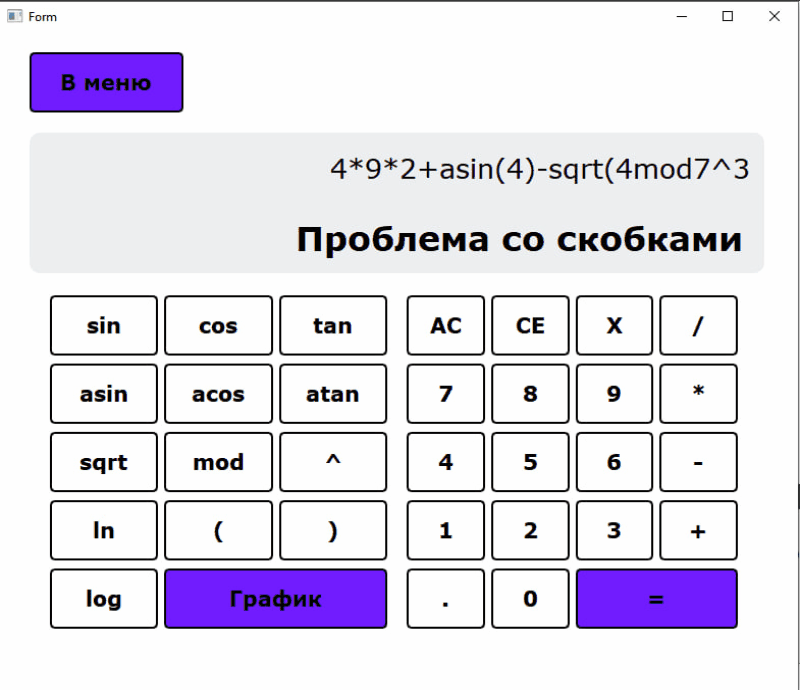 Form
В меню
4*9*2+asin(4)-sqrt(4mod7^3
Проблема со скобками
sin cos tan AC CE X /
asin acos atan 7 8 9 *
sqrt mod ^ 4 5 6 -
ln ( ) 1 2 3 +
log График . 0 =